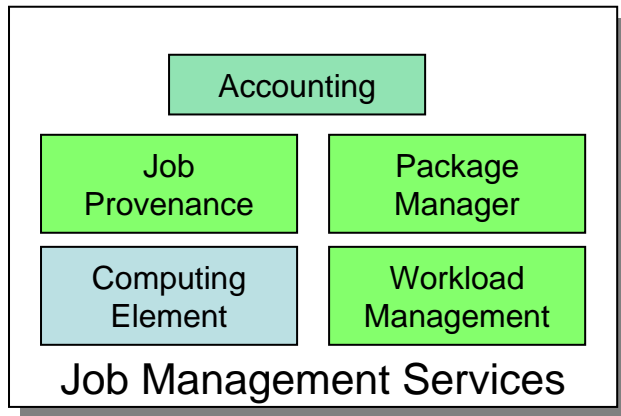 Accounting
Job
Provenance
Package
Manager
Computing
Element
Workload
Management
Job Management Services